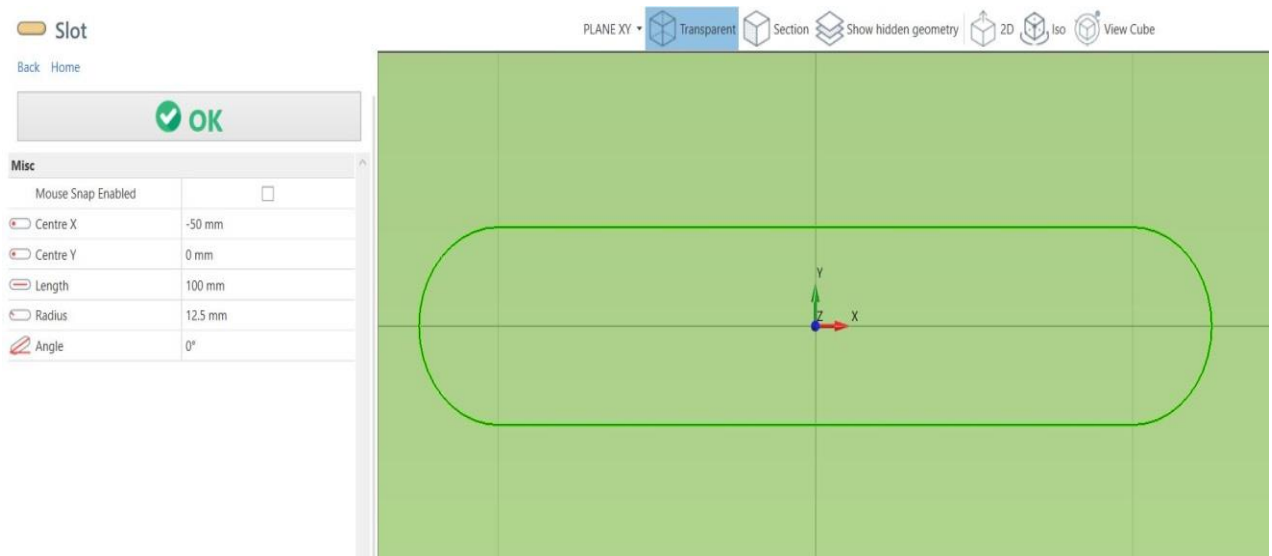 Slot
Back Home
OK
Misc
Mouse Snap Enabled
Centre X -50 mm
Centre Y 0 mm
Length 100 mm
Radius 12.5 mm
Angle 0°
PLANE XY Transparent Section Show hidden geometry 2D Iso View Cube
Y
Z X